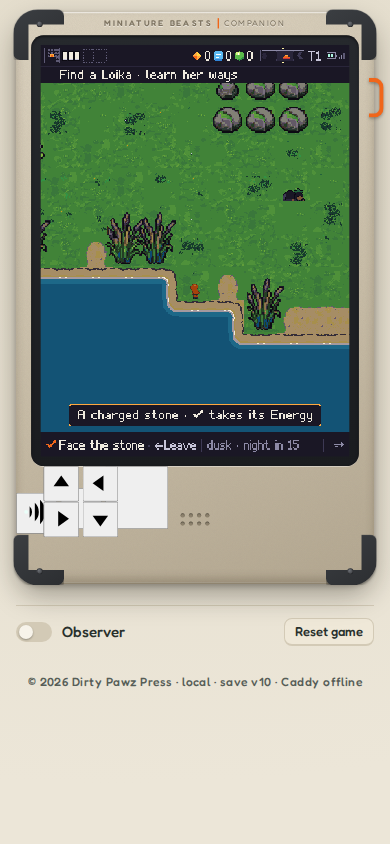 MINIATURE BEASTS | COMPANION
0 0 0 T1
Find a Loika · learn her ways
A charged stone · ✓ takes its Energy
✓ Face the stone · ←Leave | dusk · night in 15 | →
Observer
Reset game
© 2026 Dirty Pawz Press · local · save v10 · Caddy offline